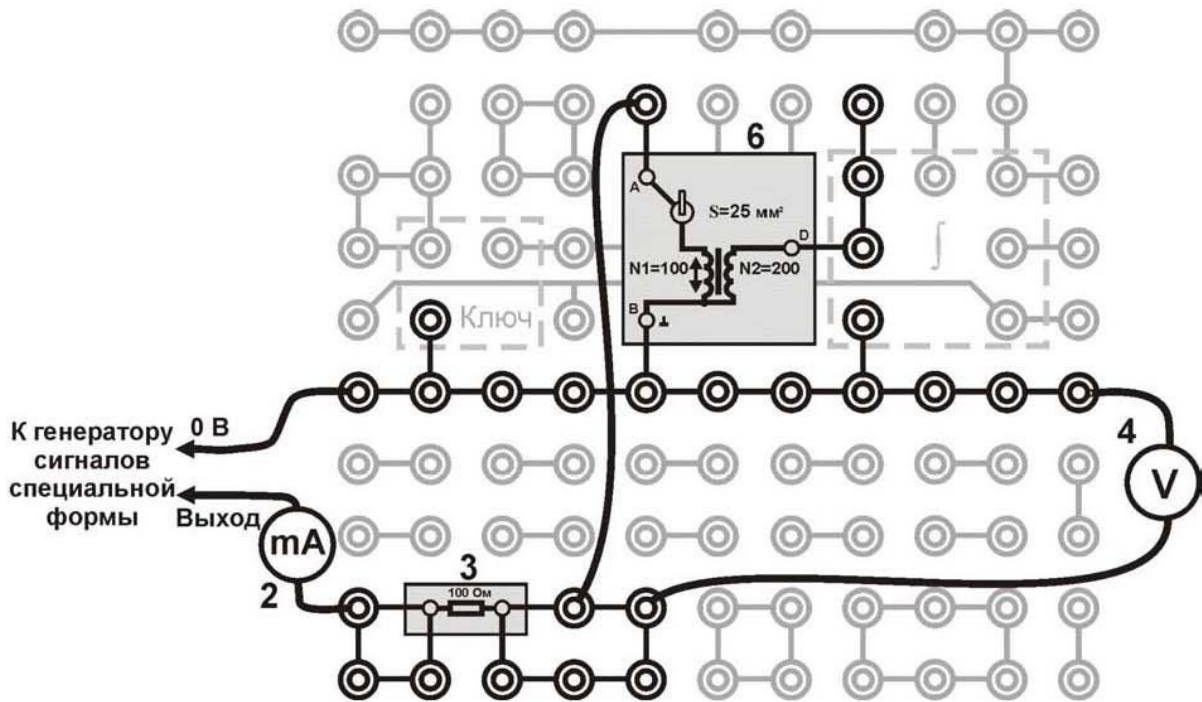 6
A
S=25 мм²
D
N1=100
N2=200
B
⊥
∫
Ключ
0 В
К генератору
сигналов
специальной
формы
Выход
mA
2
3
100 Ом
4
V